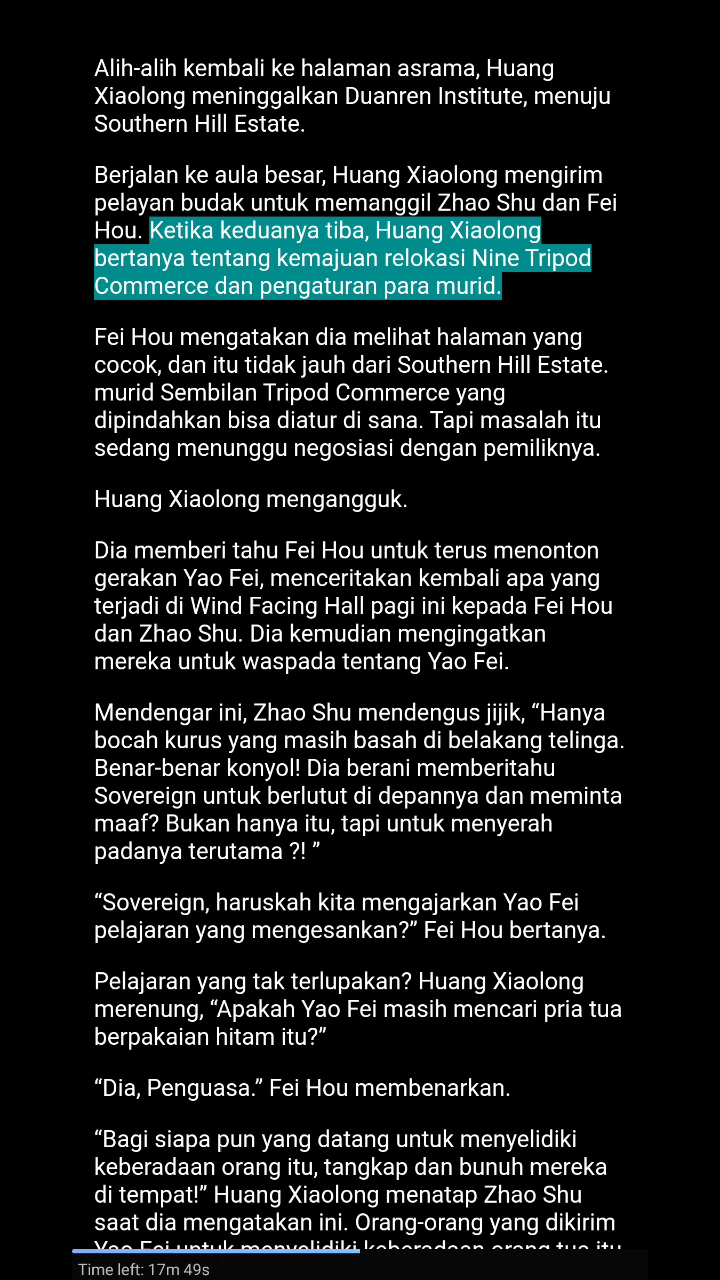 Alih-alih kembali ke halaman asrama, Huang
Xiaolong meninggalkan Duanren Institute, menuju
Southern Hill Estate.
Berjalan ke aula besar, Huang Xiaolong mengirim
pelayan budak untuk memanggil Zhao Shu dan Fei
Hou. Ketika keduanya tiba, Huang Xiaolong
bertanya tentang kemajuan relokasi Nine Tripod
Commerce dan pengaturan para murid.
Fei Hou mengatakan dia melihat halaman yang
cocok, dan itu tidak jauh dari Southern Hill Estate.
murid Sembilan Tripod Commerce yang
dipindahkan bisa diatur di sana. Tapi masalah itu
sedang menunggu negosiasi dengan pemiliknya.
Huang Xiaolong mengangguk.
Dia memberi tahu Fei Hou untuk terus menonton
gerakan Yao Fei, menceritakan kembali apa yang
terjadi di Wind Facing Hall pagi ini kepada Fei Hou
dan Zhao Shu. Dia kemudian mengingatkan
mereka untuk waspada tentang Yao Fei.
Mendengar ini, Zhao Shu mendengus jijik, “Hanya
bocah kurus yang masih basah di belakang telinga.
Benar-benar konyol! Dia berani memberitahu
Sovereign untuk berlutut di depannya dan meminta
maaf? Bukan hanya itu, tapi untuk menyerah
padanya terutama ?! ”
“Sovereign, haruskah kita mengajarkan Yao Fei
pelajaran yang mengesankan?” Fei Hou bertanya.
Pelajaran yang tak terlupakan? Huang Xiaolong
merenung, “Apakah Yao Fei masih mencari pria tua
berpakaian hitam itu?”
“Dia, Penguasa.” Fei Hou membenarkan.
“Bagi siapa pun yang datang untuk menyelidiki
keberadaan orang itu, tangkap dan bunuh mereka
di tempat!” Huang Xiaolong menatap Zhao Shu
saat dia mengatakan ini. Orang-orang yang dikirim
Yao Fei untuk menyelidiki keberadaan orang tua itu
Time left: 17m 49s